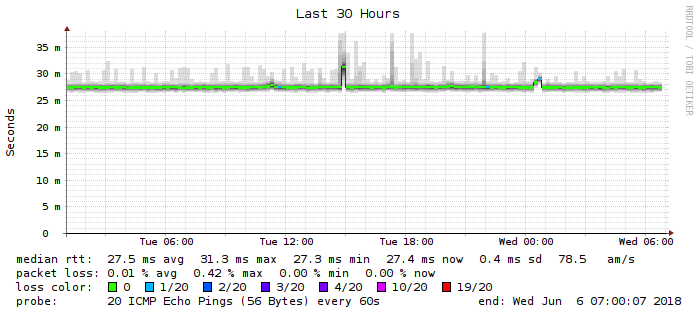 Last 30 Hours
RRDTOOL / TOBI OETIKER
Seconds
35 m
30 m
25 m
20 m
15 m
10 m
5 m
0
Tue 06:00 Tue 12:00 Tue 18:00 Wed 00:00 Wed 06:00
median rtt: 27.5 ms avg 31.3 ms max 27.3 ms min 27.4 ms now 0.4 ms sd 78.5 am/s
packet loss: 0.01 % avg 0.42 % max 0.00 % min 0.00 % now
loss color: 0 1/20 2/20 3/20 4/20 10/20 19/20
probe: 20 ICMP Echo Pings (56 Bytes) every 60s end: Wed Jun 6 07:00:07 2018